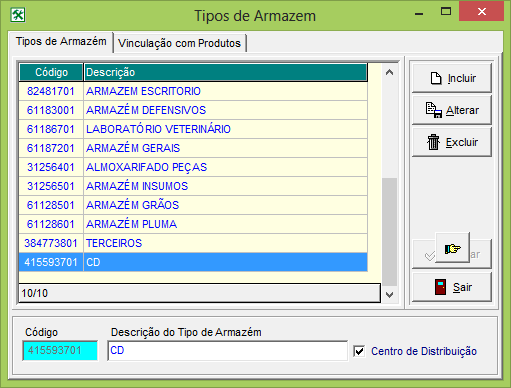 Tipos de Armazem
Tipos de Armazém
Vinculação com Produtos
Código Descrição
82481701 ARMAZEM ESCRITORIO
61183001 ARMAZÉM DEFENSIVOS
61186701 LABORATÓRIO VETERINÁRIO
61187201 ARMAZÉM GERAIS
31256401 ALMOXARIFADO PEÇAS
31256501 ARMAZÉM INSUMOS
61128501 ARMAZÉM GRÃOS
61128601 ARMAZÉM PLUMA
384773801 TERCEIROS
415593701 CD
10/10
Incluir
Alterar
Excluir
Sair
Código Descrição do Tipo de Armazém
415593701 CD Centro de Distribuição